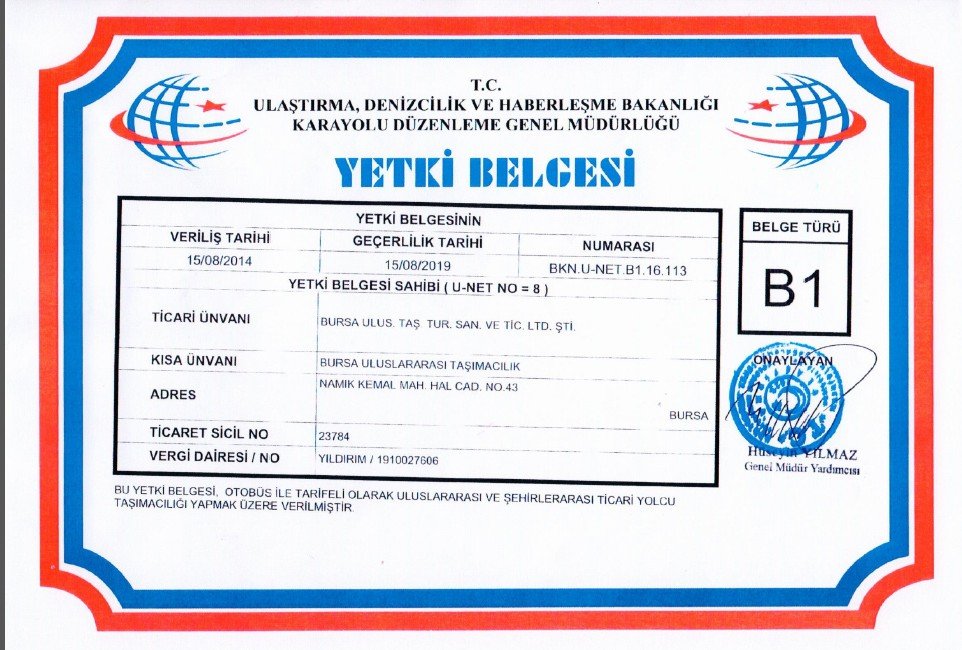 T.C.
ULAŞTIRMA, DENİZCİLİK VE HABERLEŞME BAKANLIĞI
KARAYOLU DÜZENLEME GENEL MÜDÜRLÜĞÜ
YETKİ BELGESİ
YETKİ BELGESİNİN
VERİLİŞ TARİHİ GEÇERLİLİK TARİHİ NUMARASI
15/08/2014 15/08/2019 BKN.U-NET.B1.16.113
YETKİ BELGESİ SAHİBİ ( U-NET NO = 8 )
TİCARİ ÜNVANI BURSA ULUS. TAŞ TUR. SAN. VE TİC. LTD. ŞTİ.
KISA ÜNVANI BURSA ULUSLARARASI TAŞIMACILIK
ADRES NAMIK KEMAL MAH. HAL CAD. NO.43
BURSA
TİCARET SİCİL NO 23784
VERGİ DAİRESİ / NO YILDIRIM / 1910027606
BELGE TÜRÜ
B1
ONAYLAYAN
Hüseyin YILMAZ
Genel Müdür Yardımcısı
BU YETKİ BELGESİ, OTOBÜS İLE TARİFELİ OLARAK ULUSLARARASI VE ŞEHİRLERARASI TİCARİ YOLCU
TAŞIMACILIĞI YAPMAK ÜZERE VERİLMİŞTİR.